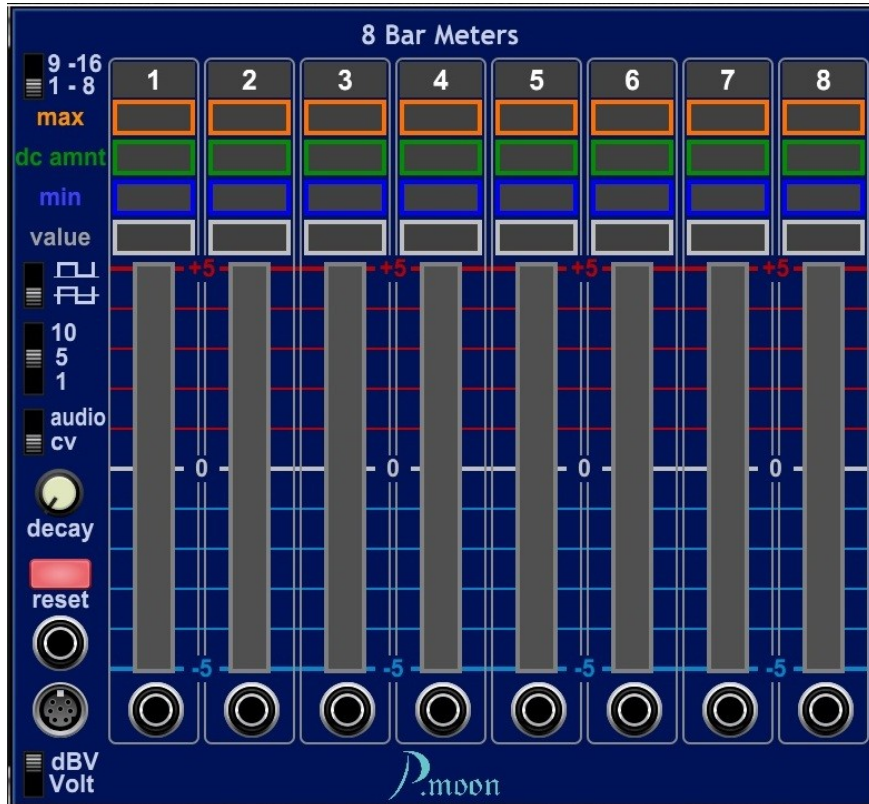 8 Bar Meters
9 -16
1 - 8
1 2 3 4 5 6 7 8
max
dc amnt
min
value
+5 +5 +5 +5
10
5
1
audio
cv
0 0 0 0
decay
reset
-5 -5 -5 -5
dBV
Volt
P.moon